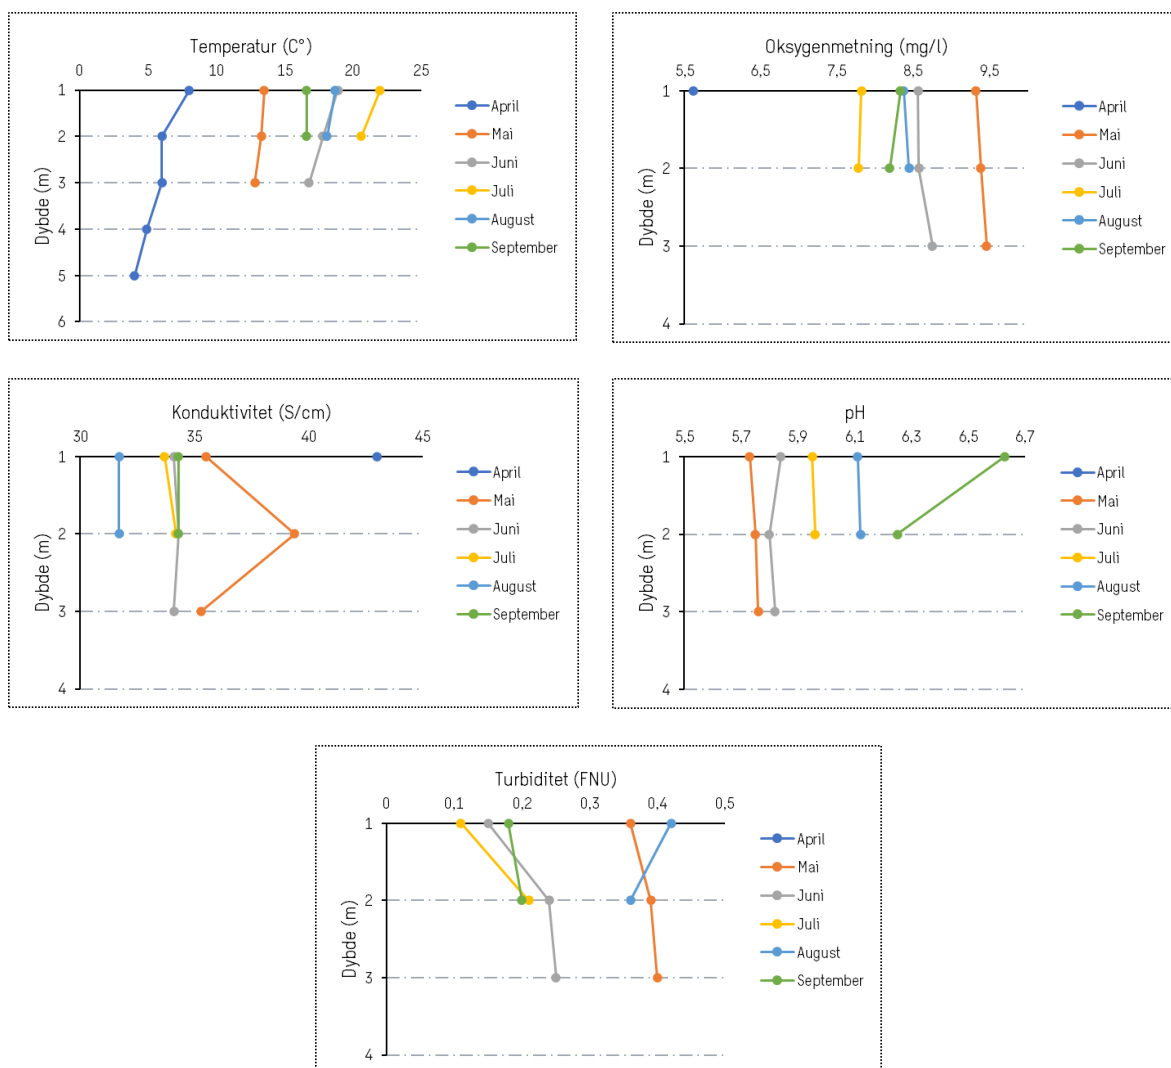 Temperatur (C°)
0 5 10 15 20 25
1
2
3
4
5
6
Dybde (m)
April
Mai
Juni
Juli
August
September
Oksygenmetning (mg/l)
5,5 6,5 7,5 8,5 9,5
1
2
3
4
Dybde (m)
April
Mai
Juni
Juli
August
September
Konduktivitet (S/cm)
30 35 40 45
1
2
3
4
Dybde (m)
April
Mai
Juni
Juli
August
September
pH
5,5 5,7 5,9 6,1 6,3 6,5 6,7
1
2
3
4
Dybde (m)
April
Mai
Juni
Juli
August
September
Turbiditet (FNU)
0 0,1 0,2 0,3 0,4 0,5
1
2
3
4
Dybde (m)
April
Mai
Juni
Juli
August
September